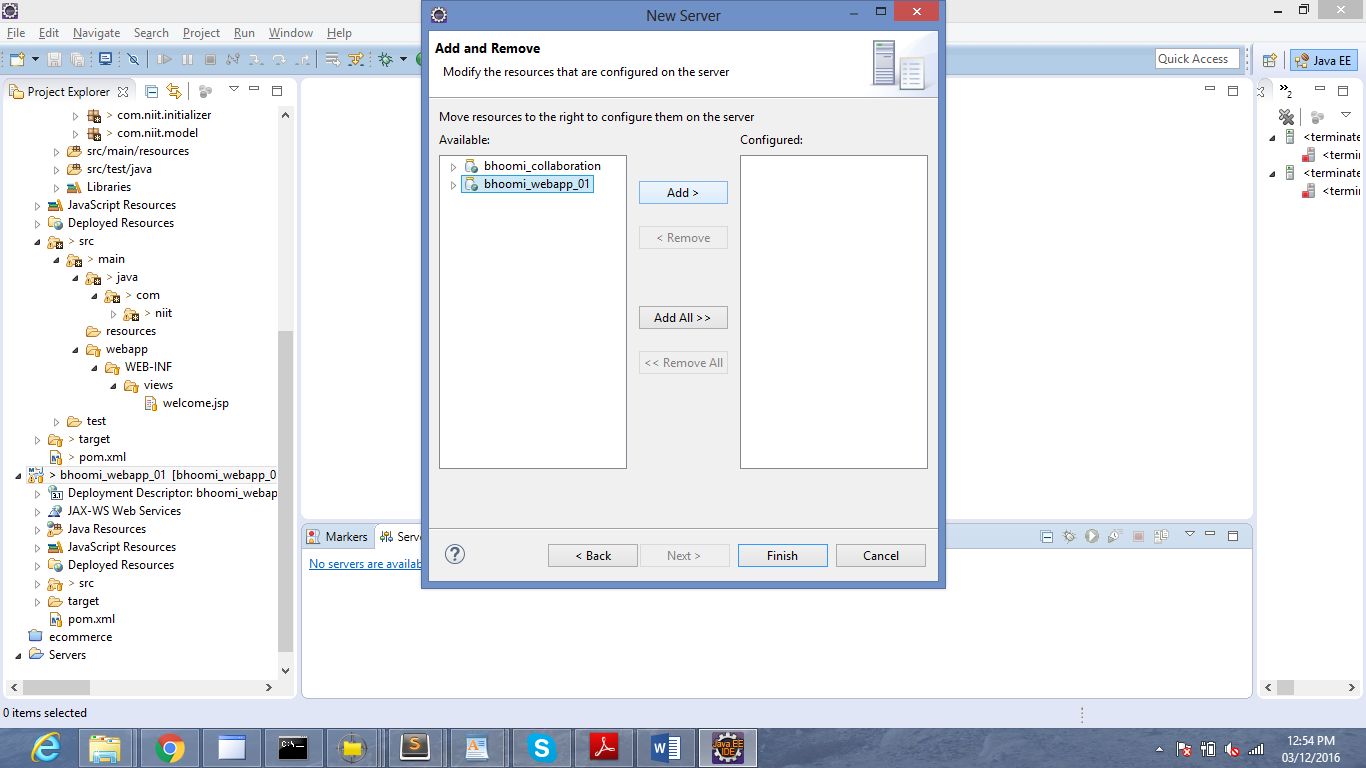 New Server
File Edit Navigate Search Project Run Window Help
Quick Access
Java EE
Project Explorer
> com.niit.initializer
> com.niit.model
src/main/resources
src/test/java
Libraries
JavaScript Resources
Deployed Resources
> src
> main
> java
> com
> niit
resources
webapp
WEB-INF
views
welcome.jsp
test
> target
> pom.xml
> bhoomi_webapp_01 [bhoomi_webapp_0
Deployment Descriptor: bhoomi_webap
JAX-WS Web Services
Java Resources
JavaScript Resources
Deployed Resources
> src
target
pom.xml
ecommerce
Servers
0 items selected
Add and Remove
Modify the resources that are configured on the server
Move resources to the right to configure them on the server
Available:
Configured:
bhoomi_collaboration
bhoomi_webapp_01
Add >
< Remove
Add All >>
<< Remove All
< Back
Next >
Finish
Cancel
Markers
Serv
No servers are availab
»2
<terminate
<termi
<terminate
<termi
Java EE
IDE
12:54 PM
03/12/2016